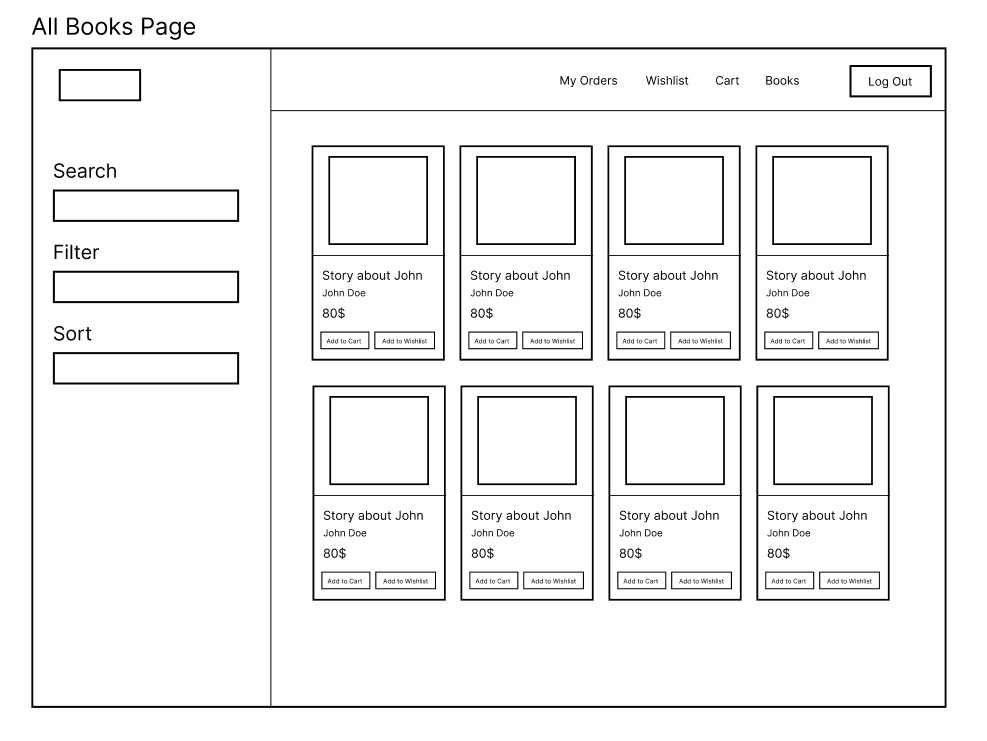 All Books Page
My Orders Wishlist Cart Books Log Out
Search
Filter
Sort
Story about John Story about John Story about John Story about John
John Doe John Doe John Doe John Doe
80$ 80$ 80$ 80$
Add to Cart Add to Wishlist Add to Cart Add to Wishlist Add to Cart Add to Wishlist Add to Cart Add to Wishlist
Story about John Story about John Story about John Story about John
John Doe John Doe John Doe John Doe
80$ 80$ 80$ 80$
Add to Cart Add to Wishlist Add to Cart Add to Wishlist Add to Cart Add to Wishlist Add to Cart Add to Wishlist